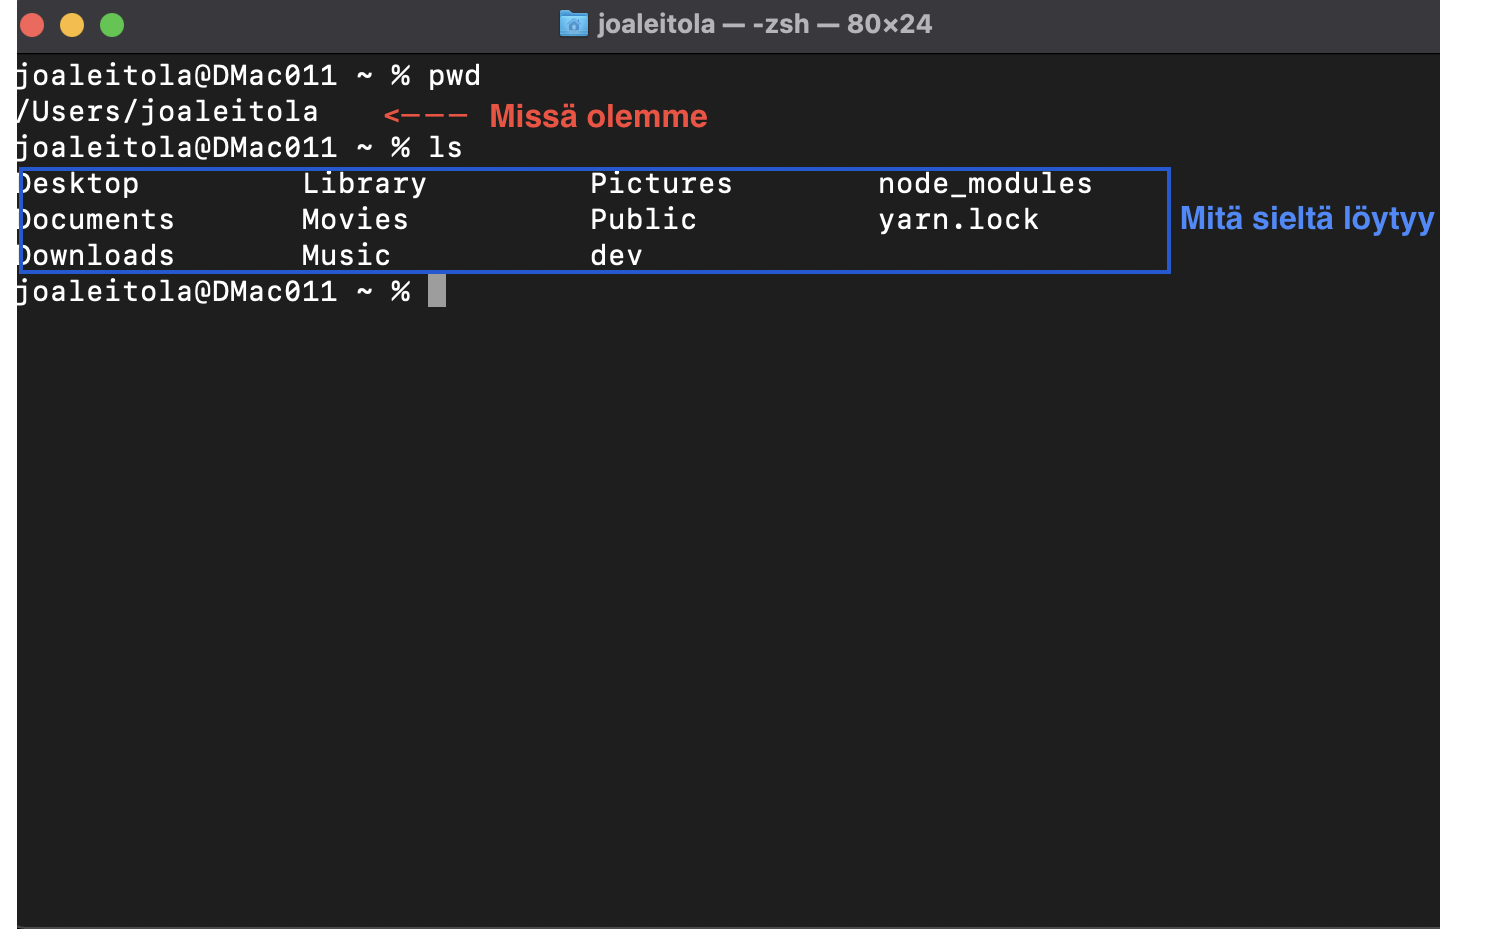 joaleitola — -zsh — 80×24
joaleitola@DMac011 ~ % pwd
/Users/joaleitola <--- Missä olemme
joaleitola@DMac011 ~ % ls
Desktop Library Pictures node_modules
Documents Movies Public yarn.lock Mitä sieltä löytyy
Downloads Music dev
joaleitola@DMac011 ~ %